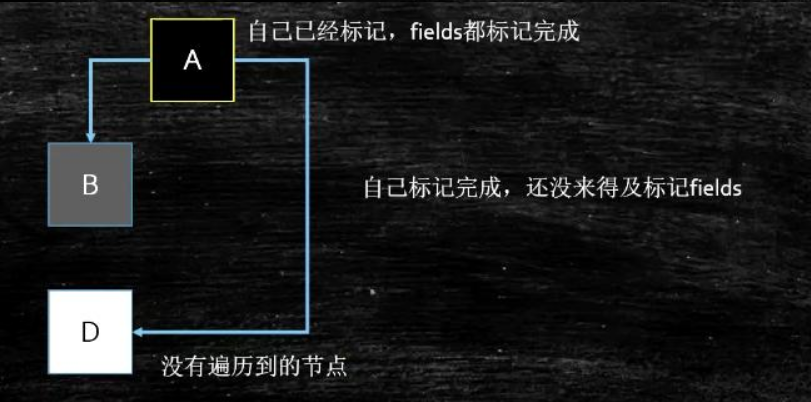 自己已经标记，fields都标记完成
A
B
自己标记完成，还没来得及标记fields
D
没有遍历到的节点